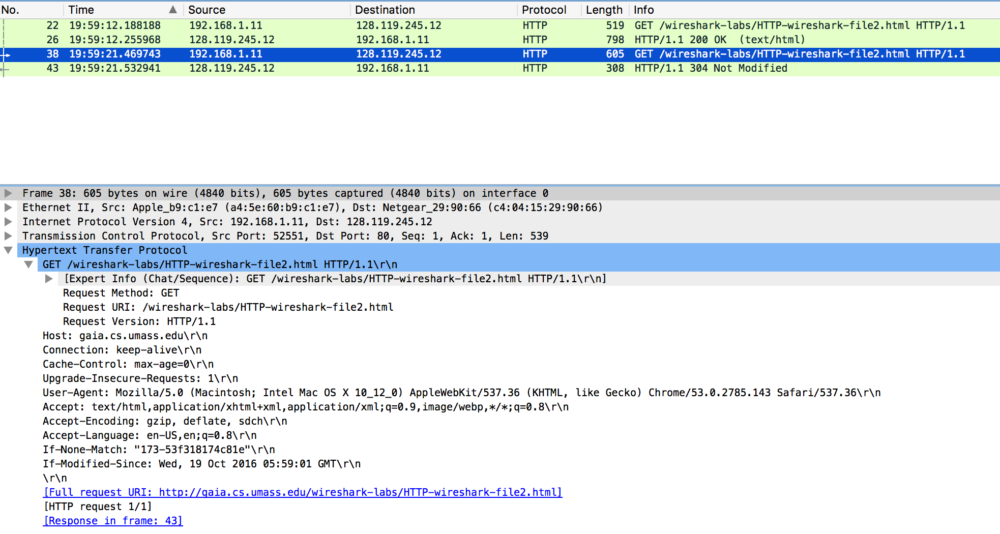 No. Time Source Destination Protocol Length Info
22 19:59:12.188188 192.168.1.11 128.119.245.12 HTTP 519 GET /wireshark-labs/HTTP-wireshark-file2.html HTTP/1.1
26 19:59:12.255968 128.119.245.12 192.168.1.11 HTTP 798 HTTP/1.1 200 OK  (text/html)
38 19:59:21.469743 192.168.1.11 128.119.245.12 HTTP 605 GET /wireshark-labs/HTTP-wireshark-file2.html HTTP/1.1
43 19:59:21.532941 128.119.245.12 192.168.1.11 HTTP 308 HTTP/1.1 304 Not Modified
Frame 38: 605 bytes on wire (4840 bits), 605 bytes captured (4840 bits) on interface 0
Ethernet II, Src: Apple_b9:c1:e7 (a4:5e:60:b9:c1:e7), Dst: Netgear_29:90:66 (c4:04:15:29:90:66)
Internet Protocol Version 4, Src: 192.168.1.11, Dst: 128.119.245.12
Transmission Control Protocol, Src Port: 52551, Dst Port: 80, Seq: 1, Ack: 1, Len: 539
Hypertext Transfer Protocol
GET /wireshark-labs/HTTP-wireshark-file2.html HTTP/1.1\r\n
[Expert Info (Chat/Sequence): GET /wireshark-labs/HTTP-wireshark-file2.html HTTP/1.1\r\n]
Request Method: GET
Request URI: /wireshark-labs/HTTP-wireshark-file2.html
Request Version: HTTP/1.1
Host: gaia.cs.umass.edu\r\n
Connection: keep-alive\r\n
Cache-Control: max-age=0\r\n
Upgrade-Insecure-Requests: 1\r\n
User-Agent: Mozilla/5.0 (Macintosh; Intel Mac OS X 10_12_0) AppleWebKit/537.36 (KHTML, like Gecko) Chrome/53.0.2785.143 Safari/537.36\r\n
Accept: text/html,application/xhtml+xml,application/xml;q=0.9,image/webp,*/*;q=0.8\r\n
Accept-Encoding: gzip, deflate, sdch\r\n
Accept-Language: en-US,en;q=0.8\r\n
If-None-Match: "173-53f318174c81e"\r\n
If-Modified-Since: Wed, 19 Oct 2016 05:59:01 GMT\r\n
\r\n
[Full request URI: http://gaia.cs.umass.edu/wireshark-labs/HTTP-wireshark-file2.html]
[HTTP request 1/1]
[Response in frame: 43]